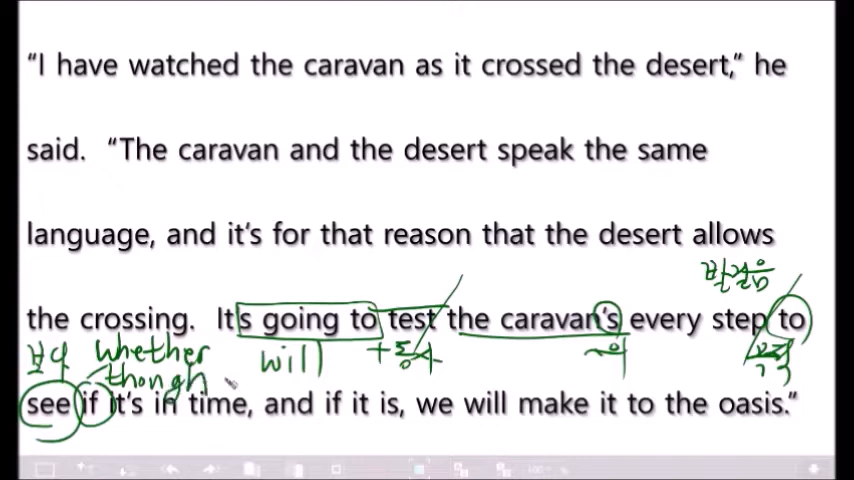 “I have watched the caravan as it crossed the desert,” he
said. “The caravan and the desert speak the same
language, and it’s for that reason that the desert allows
발걸음
the crossing. It’s going to test the caravan’s every step to
보다 whether will +동사 ~의 목적
though
see if it’s in time, and if it is, we will make it to the oasis.”